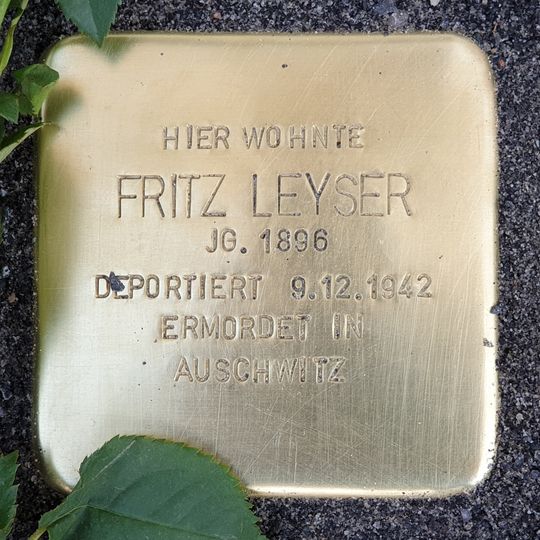 HIER WOHNTE
FRITZ LEYSER
JG. 1896
DEPORTIERT 9.12.1942
ERMORDET IN
AUSCHWITZ